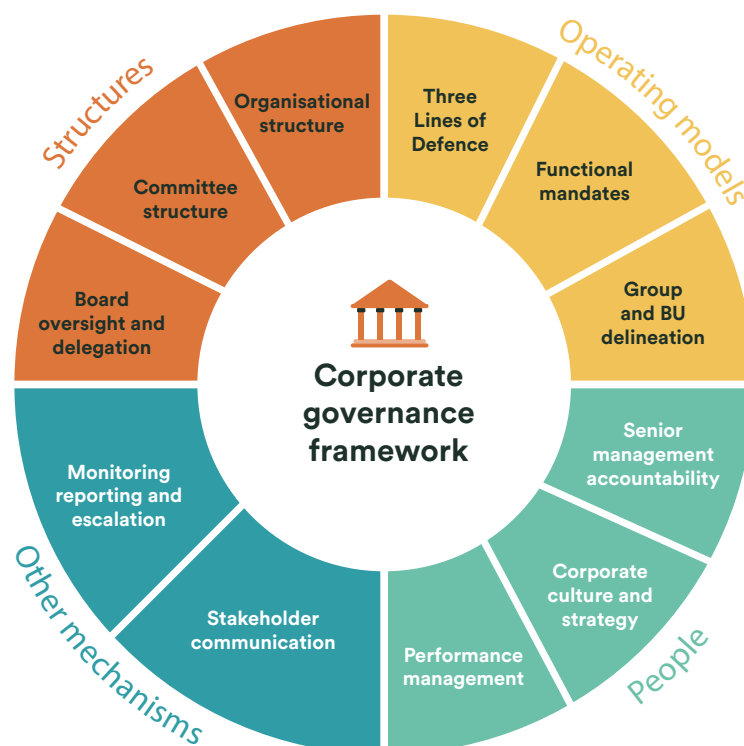 Structures
Operating models
Organisational
structure
Three
Lines of
Defence
Committee
structure
Functional
mandates
Board
oversight and
delegation
Group
and BU
delineation
Corporate
governance
framework
Monitoring
reporting and
escalation
Senior
management
accountability
Stakeholder
communication
Performance
management
Corporate
culture and
strategy
Other mechanisms
People